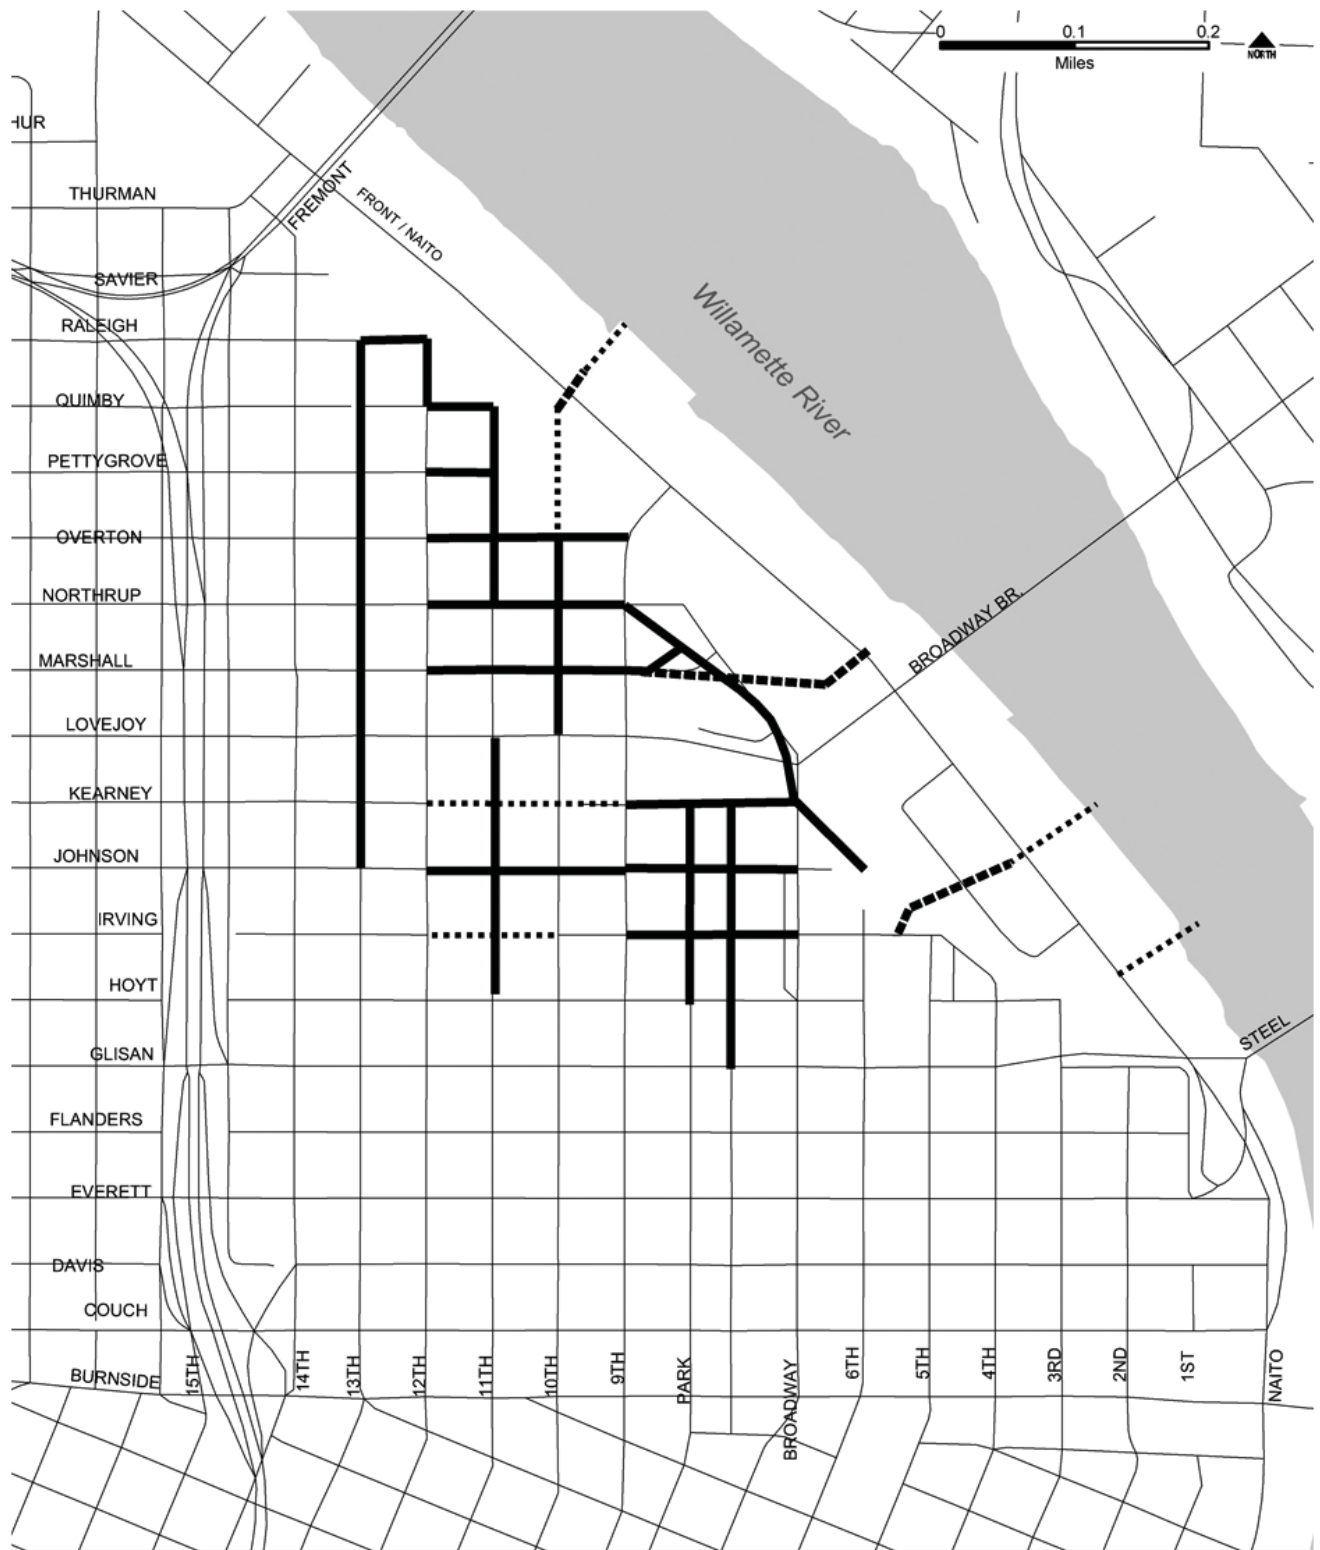 0 0.1 0.2
Miles
NORTH
HUR
THURMAN
FREMONT
FRONT / NAITO
SAVIER
Willamette River
RALEIGH
QUIMBY
PETTYGROVE
OVERTON
NORTHRUP
BROADWAY BR.
MARSHALL
LOVEJOY
KEARNEY
JOHNSON
IRVING
HOYT
STEEL
GLISAN
FLANDERS
EVERETT
DAVIS
COUCH
BURNSIDE
15TH
14TH
13TH
12TH
11TH
10TH
9TH
PARK
BROADWAY
6TH
5TH
4TH
3RD
2ND
1ST
NAITO